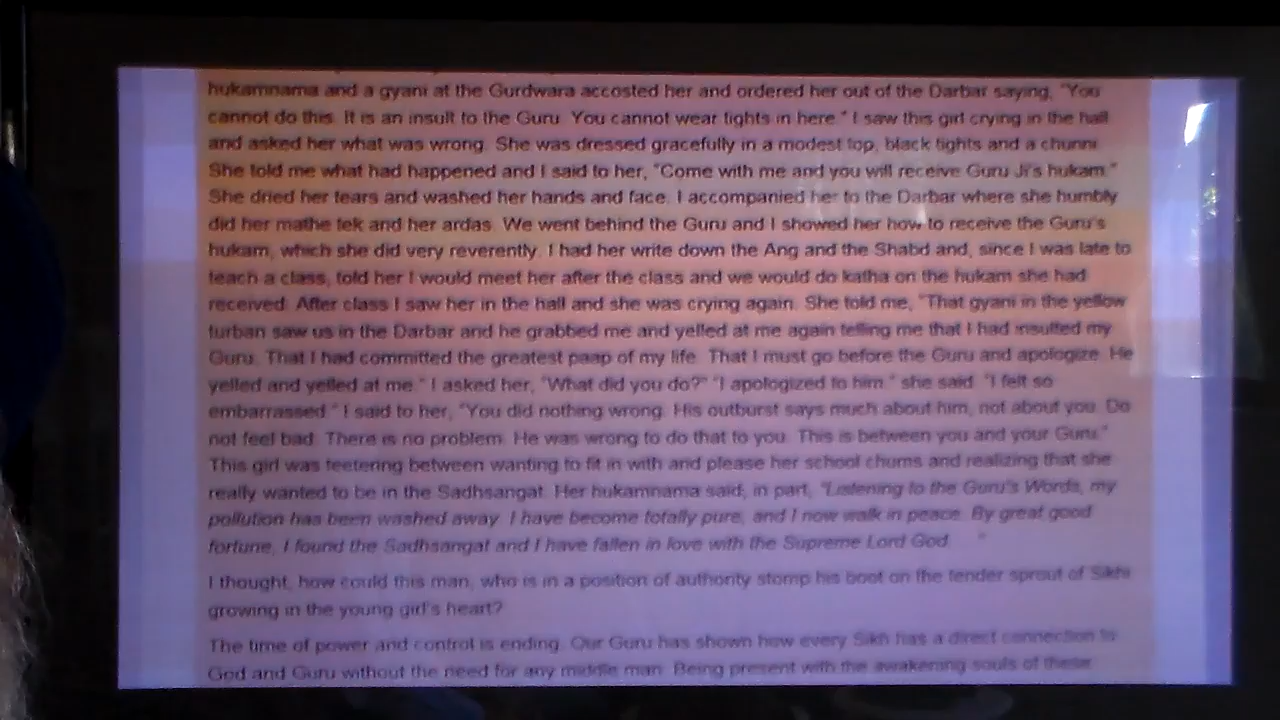 hukamnama and a gyani at the Gurdwara accosted her and ordered her out of the Darbar saying, "You
cannot do this. It is an insult to the Guru. You cannot wear tights in here." I saw this girl crying in the hall
and asked her what was wrong. She was dressed gracefully in a modest top, black tights and a chunni.
She told me what had happened and I said to her, "Come with me and you will receive Guru Ji's hukam."
She dried her tears and washed her hands and face. I accompanied her to the Darbar where she humbly
did her mathe tek and her ardas. We went behind the Guru and I showed her how to receive the Guru's
hukam, which she did very reverently. I had her write down the Ang and the Shabd and, since I was late to
teach a class, told her I would meet her after the class and we would do katha on the hukam she had
received. After class I saw her in the hall and she was crying again. She told me, "That gyani in the yellow
turban saw us in the Darbar and he grabbed me and yelled at me again telling me that I had insulted my
Guru. That I had committed the greatest paap of my life. That I must go before the Guru and apologize. He
yelled and yelled at me." I asked her, "What did you do?" "I apologized to him." she said. "I felt so
embarrassed." I said to her, "You did nothing wrong. His outburst says much about him, not about you. Do
not feel bad. There is no problem. He was wrong to do that to you. This is between you and your Guru."
This girl was teetering between wanting to fit in with and please her school chums and realizing that she
really wanted to be in the Sadhsangat. Her hukamnama said, in part, "Listening to the Guru's Words, my
pollution has been washed away. I have become totally pure, and I now walk in peace. By great good
fortune, I found the Sadhsangat and I have fallen in love with the Supreme Lord God. "
I thought, how could this man, who is in a position of authority stomp his boot on the tender sprout of Sikhi
growing in the young girl's heart?
The time of power and control is ending. Our Guru has shown how every Sikh has a direct connection to
God and Guru without the need for any middle man. Being present with the awakening souls of these